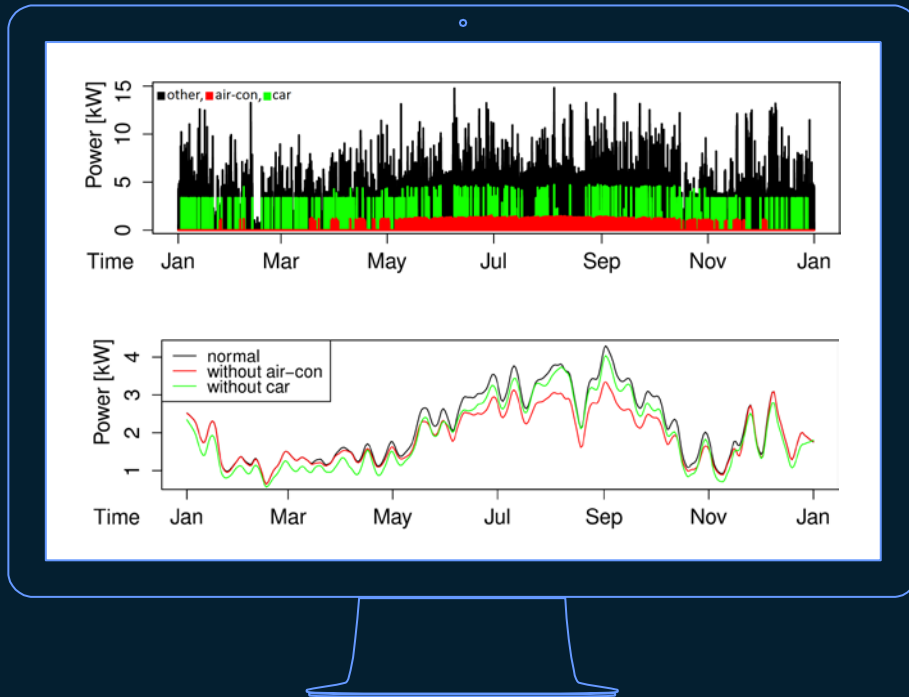 Power [kW]
15
10
5
0
other, air-con, car
Time Jan Mar May Jul Sep Nov Jan
Power [kW]
4
3
2
1
normal
without air-con
without car
Time Jan Mar May Jul Sep Nov Jan